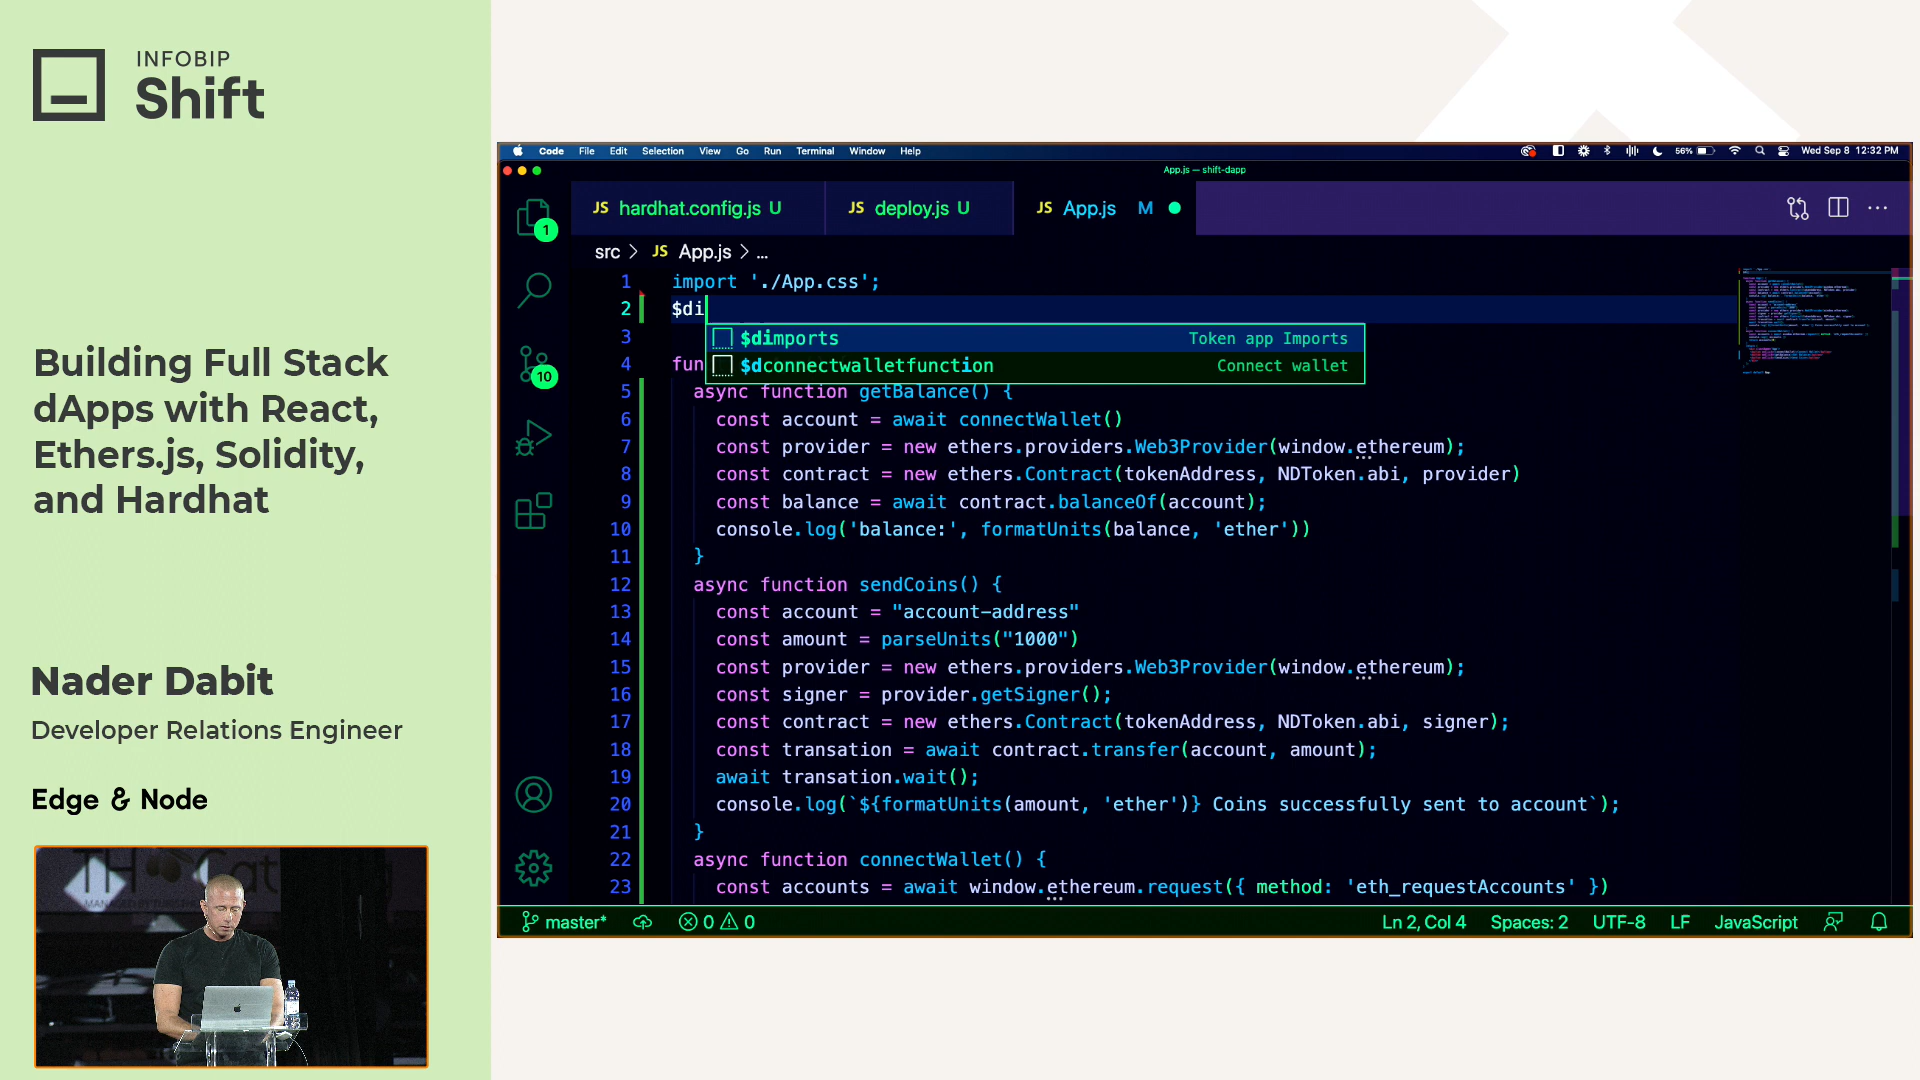 INFOBIP
Shift
Building Full Stack
dApps with React,
Ethers.js, Solidity,
and Hardhat
Nader Dabit
Developer Relations Engineer
Edge & Node
Code File Edit Selection View Go Run Terminal Window Help
56% Wed Sep 8 12:32 PM
App.js — shift-dapp
JS hardhat.config.js U JS deploy.js U JS App.js M
src > JS App.js > ...
1
10
1 import './App.css';
2 $di
$dimports Token app Imports
$dconnectwalletfunction Connect wallet
3
4 fun
5 async function getBalance() {
6 const account = await connectWallet()
7 const provider = new ethers.providers.Web3Provider(window.ethereum);
8 const contract = new ethers.Contract(tokenAddress, NDToken.abi, provider)
9 const balance = await contract.balanceOf(account);
10 console.log('balance:', formatUnits(balance, 'ether'))
11 }
12 async function sendCoins() {
13 const account = "account-address"
14 const amount = parseUnits("1000")
15 const provider = new ethers.providers.Web3Provider(window.ethereum);
16 const signer = provider.getSigner();
17 const contract = new ethers.Contract(tokenAddress, NDToken.abi, signer);
18 const transation = await contract.transfer(account, amount);
19 await transation.wait();
20 console.log(`${formatUnits(amount, 'ether')} Coins successfully sent to account`);
21 }
22 async function connectWallet() {
23 const accounts = await window.ethereum.request({ method: 'eth_requestAccounts' })
master* 0 0 Ln 2, Col 4 Spaces: 2 UTF-8 LF JavaScript